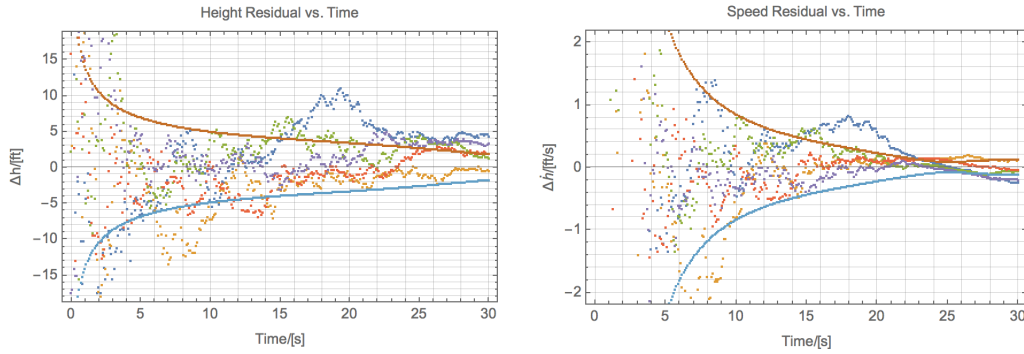 Height Residual vs. Time
15
10
5
0
-5
-10
-15
Δh/[ft]
0 5 10 15 20 25 30
Time/[s]
Speed Residual vs. Time
2
1
0
-1
-2
Δḣ/[ft/s]
0 5 10 15 20 25 30
Time/[s]